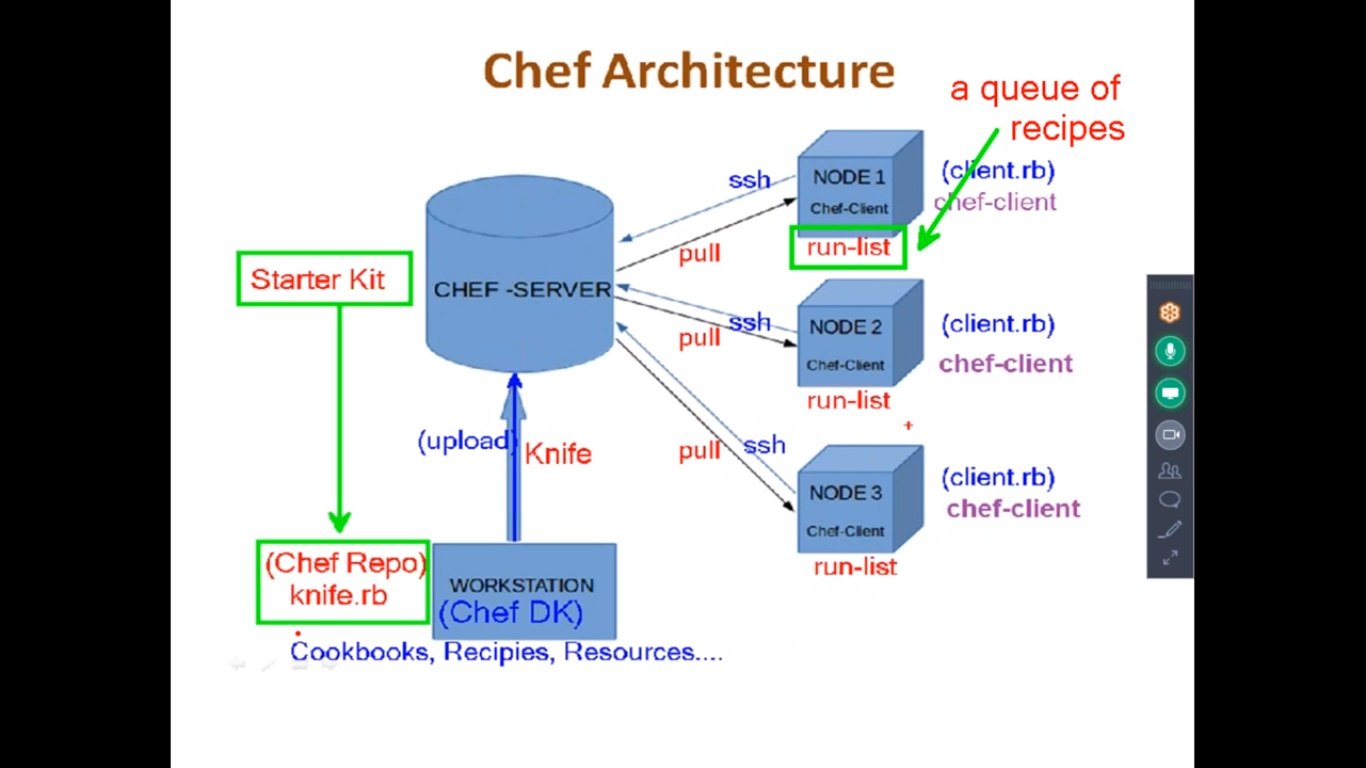 Chef Architecture
a queue of
recipes
ssh
NODE 1
Chef-Client
(client.rb)
chef-client
pull
run-list
Starter Kit
CHEF -SERVER
ssh
pull
NODE 2
Chef-Client
(client.rb)
chef-client
run-list
(upload)
Knife
pull
ssh
NODE 3
Chef-Client
(client.rb)
chef-client
run-list
(Chef Repo)
knife.rb
WORKSTATION
(Chef DK)
Cookbooks, Recipies, Resources....